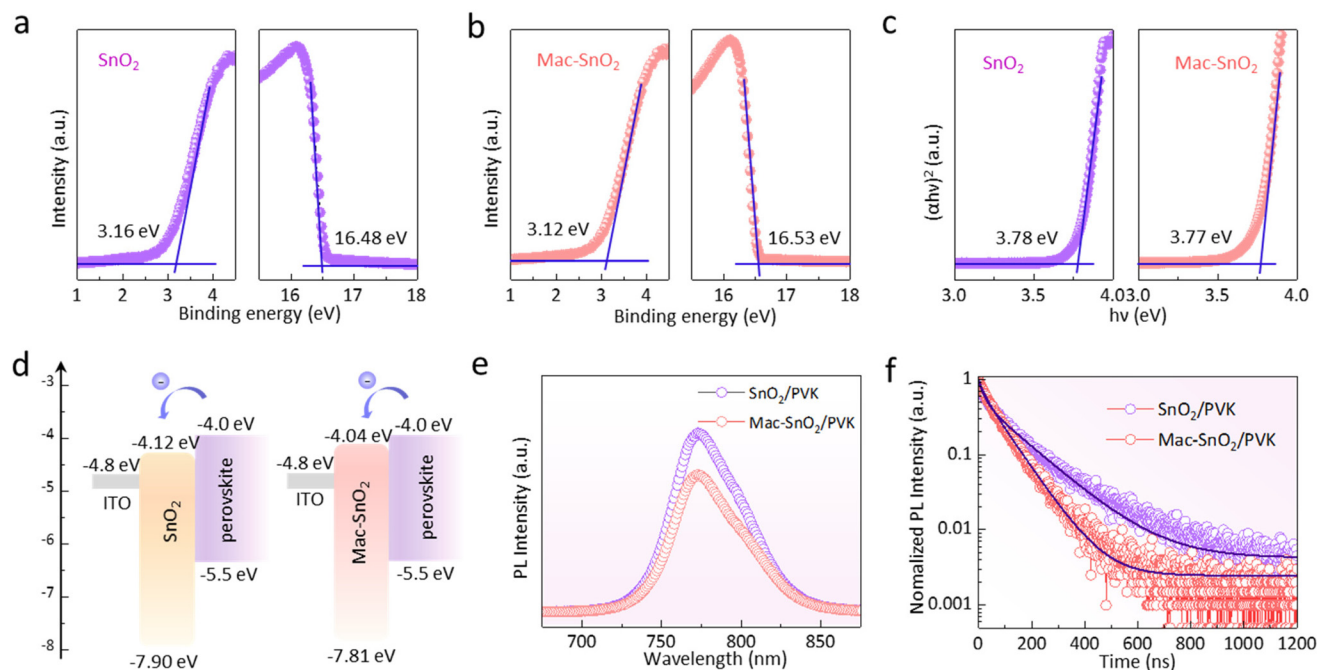 a
SnO₂
Intensity (a.u.)
3.16 eV
16.48 eV
1 2 3 4 16 17 18
Binding energy (eV)
b
Mac-SnO₂
Intensity (a.u.)
3.12 eV
16.53 eV
1 2 3 4 16 17 18
Binding energy (eV)
c
SnO₂
Mac-SnO₂
(αhν)² (a.u.)
3.78 eV
3.77 eV
3.0 3.5 4.0 3.0 3.5 4.0
hν (eV)
d
-3
-4
-5
-6
-7
-8
-
-4.12 eV
-4.0 eV
-4.8 eV
ITO
SnO₂
perovskite
-5.5 eV
-7.90 eV
-
-4.04 eV
-4.0 eV
-4.8 eV
ITO
Mac-SnO₂
perovskite
-5.5 eV
-7.81 eV
e
SnO₂/PVK
Mac-SnO₂/PVK
PL Intensity (a.u.)
700 750 800 850
Wavelength (nm)
f
SnO₂/PVK
Mac-SnO₂/PVK
Nomalized PL Intensity (a.u.)
1
0.1
0.01
0.001
0 200 400 600 800 1000 1200
Time (ns)